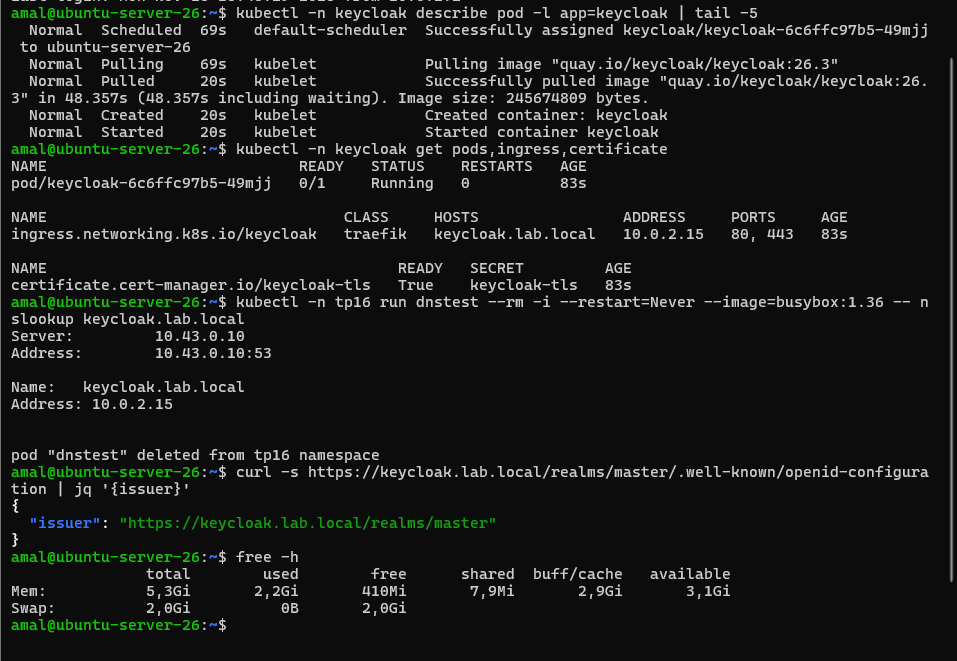 amal@ubuntu-server-26:~$ kubectl -n keycloak describe pod -l app=keycloak | tail -5
  Normal  Scheduled  69s   default-scheduler  Successfully assigned keycloak/keycloak-6c6ffc97b5-49mjj
 to ubuntu-server-26
  Normal  Pulling    69s   kubelet            Pulling image "quay.io/keycloak/keycloak:26.3"
  Normal  Pulled     20s   kubelet            Successfully pulled image "quay.io/keycloak/keycloak:26.
3" in 48.357s (48.357s including waiting). Image size: 245674809 bytes.
  Normal  Created    20s   kubelet            Created container: keycloak
  Normal  Started    20s   kubelet            Started container keycloak
amal@ubuntu-server-26:~$ kubectl -n keycloak get pods,ingress,certificate
NAME                            READY   STATUS    RESTARTS   AGE
pod/keycloak-6c6ffc97b5-49mjj   0/1     Running   0          83s

NAME                                 CLASS     HOSTS                ADDRESS     PORTS     AGE
ingress.networking.k8s.io/keycloak   traefik   keycloak.lab.local   10.0.2.15   80, 443   83s

NAME                                       READY   SECRET         AGE
certificate.cert-manager.io/keycloak-tls   True    keycloak-tls   83s
amal@ubuntu-server-26:~$ kubectl -n tp16 run dnstest --rm -i --restart=Never --image=busybox:1.36 -- n
slookup keycloak.lab.local
Server:         10.43.0.10
Address:        10.43.0.10:53

Name:   keycloak.lab.local
Address: 10.0.2.15


pod "dnstest" deleted from tp16 namespace
amal@ubuntu-server-26:~$ curl -s https://keycloak.lab.local/realms/master/.well-known/openid-configura
tion | jq '{issuer}'
{
  "issuer": "https://keycloak.lab.local/realms/master"
}
amal@ubuntu-server-26:~$ free -h
               total        used        free      shared  buff/cache   available
Mem:           5,3Gi       2,2Gi       410Mi       7,9Mi       2,9Gi       3,1Gi
Swap:          2,0Gi          0B       2,0Gi
amal@ubuntu-server-26:~$